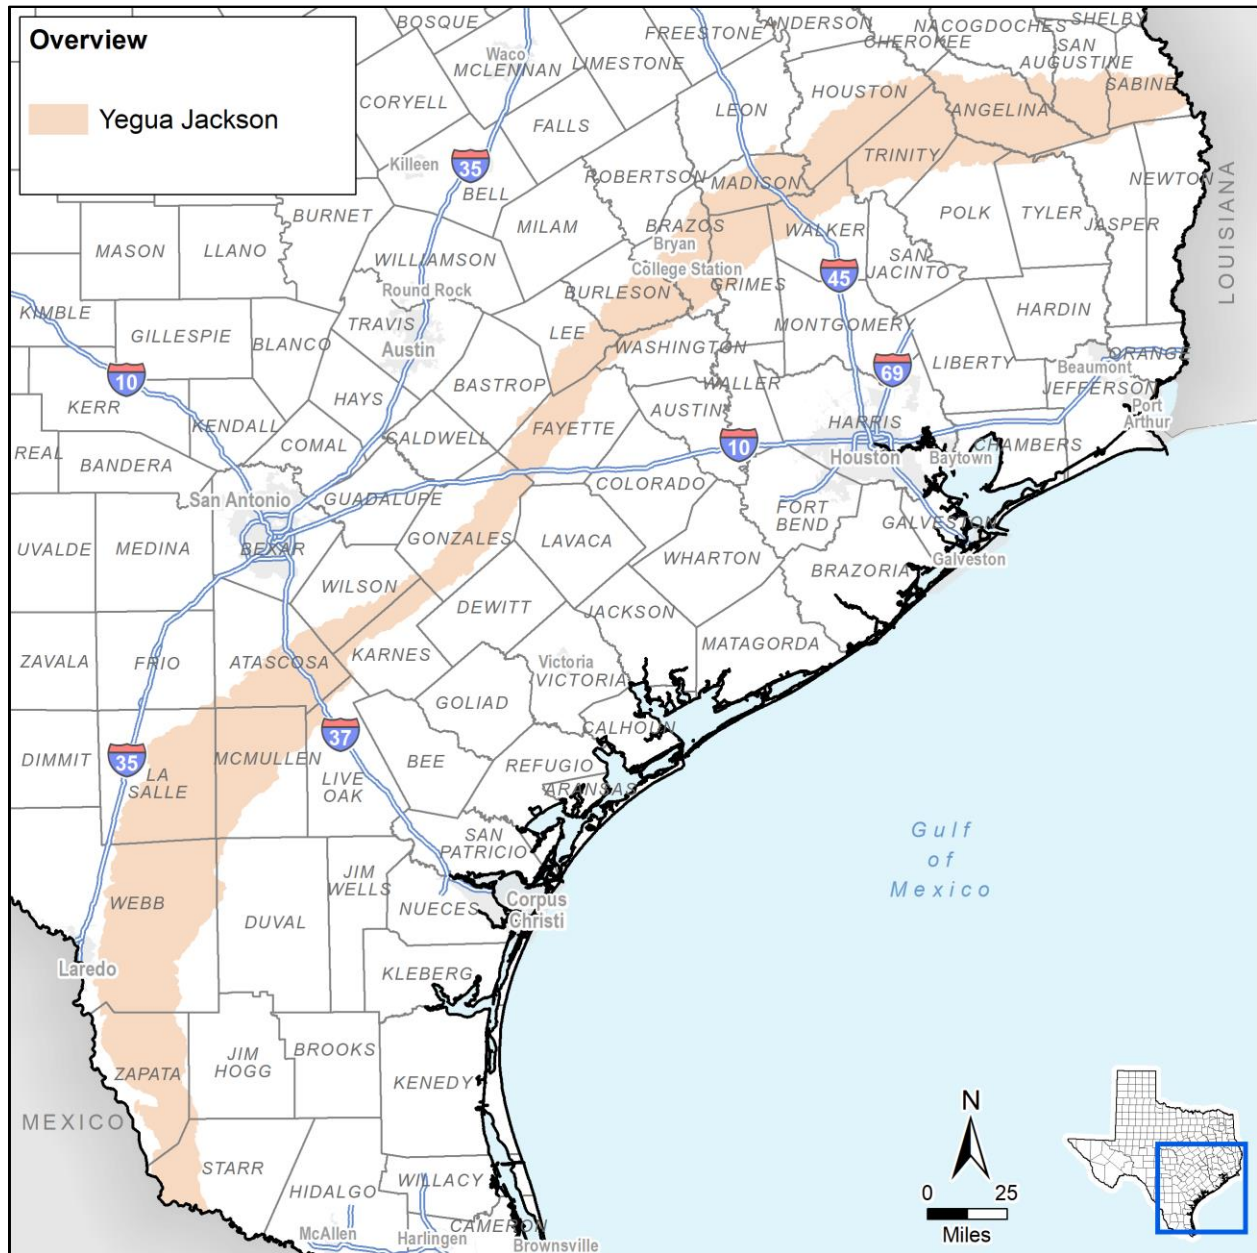 Overview
Yegua Jackson
BOSQUE
FREESTONE
ANDERSON
CHEROKEE
NACOGDOCHES
SHELBY
SAN
AUGUSTINE
SABINE
Waco
MCLENNAN
LIMESTONE
CORYELL
FALLS
LEON
HOUSTON
ANGELINA
TRINITY
Killeen
35
BELL
ROBERTSON
MADISON
NEWTON
BURNET
MILAM
BRAZOS
Bryan
WALKER
POLK
TYLER
JASPER
LOUISIANA
MASON
LLANO
WILLIAMSON
College Station
GRIMES
45
SAN
JACINTO
Round Rock
BURLESON
KIMBLE
GILLESPIE
BLANCO
TRAVIS
Austin
LEE
WASHINGTON
MONTGOMERY
HARDIN
LIBERTY
ORANGE
Beaumont
JEFFERSON
Port
Arthur
10
HAYS
BASTROP
WALLER
69
KERR
KENDALL
COMAL
CALDWELL
FAYETTE
AUSTIN
HARRIS
10
Houston
Baytown
CHAMBERS
REAL
BANDERA
San Antonio
GUADALUPE
COLORADO
FORT
BEND
GALVESTON
Galveston
UVALDE
MEDINA
BEXAR
GONZALES
LAVACA
WHARTON
BRAZORIA
WILSON
DEWITT
JACKSON
MATAGORDA
ZAVALA
FRIO
ATASCOSA
KARNES
Victoria
VICTORIA
GOLIAD
CALHOUN
DIMMIT
35
LA
SALLE
MCMULLEN
37
LIVE
OAK
BEE
REFUGIO
ARANSAS
SAN
PATRICIO
Gulf
of
Mexico
WEBB
DUVAL
JIM
WELLS
NUECES
Corpus
Christi
Laredo
KLEBERG
ZAPATA
JIM
HOGG
BROOKS
KENEDY
MEXICO
STARR
HIDALGO
WILLACY
CAMERON
McAllen
Harlingen
Brownsville
N
0 25
Miles